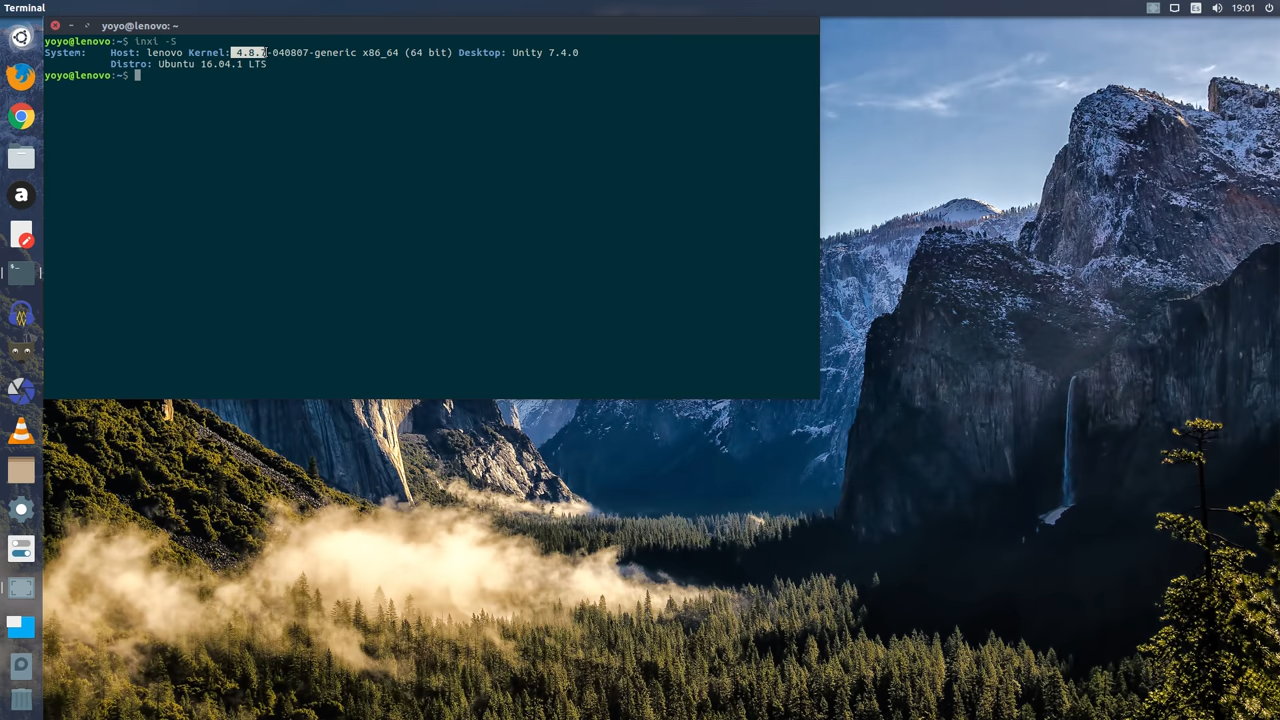 Terminal
Es
19:01
yoyo@lenovo: ~
yoyo@lenovo:~$ inxi -S
System:    Host: lenovo Kernel: 4.8.7-040807-generic x86_64 (64 bit) Desktop: Unity 7.4.0
Distro: Ubuntu 16.04.1 LTS
yoyo@lenovo:~$
a